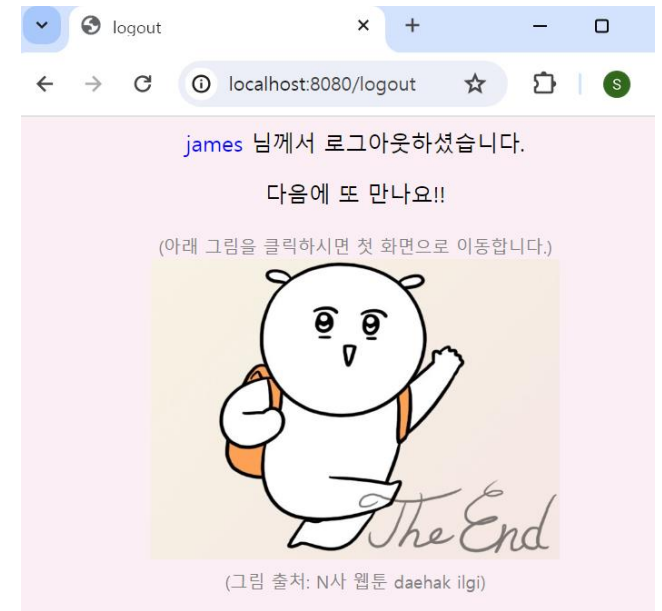 logout
localhost:8080/logout
S
james 님께서 로그아웃하셨습니다.
다음에 또 만나요!!
(아래 그림을 클릭하시면 첫 화면으로 이동합니다.)
The End
(그림 출처: N사 웹툰 daehak ilgi)